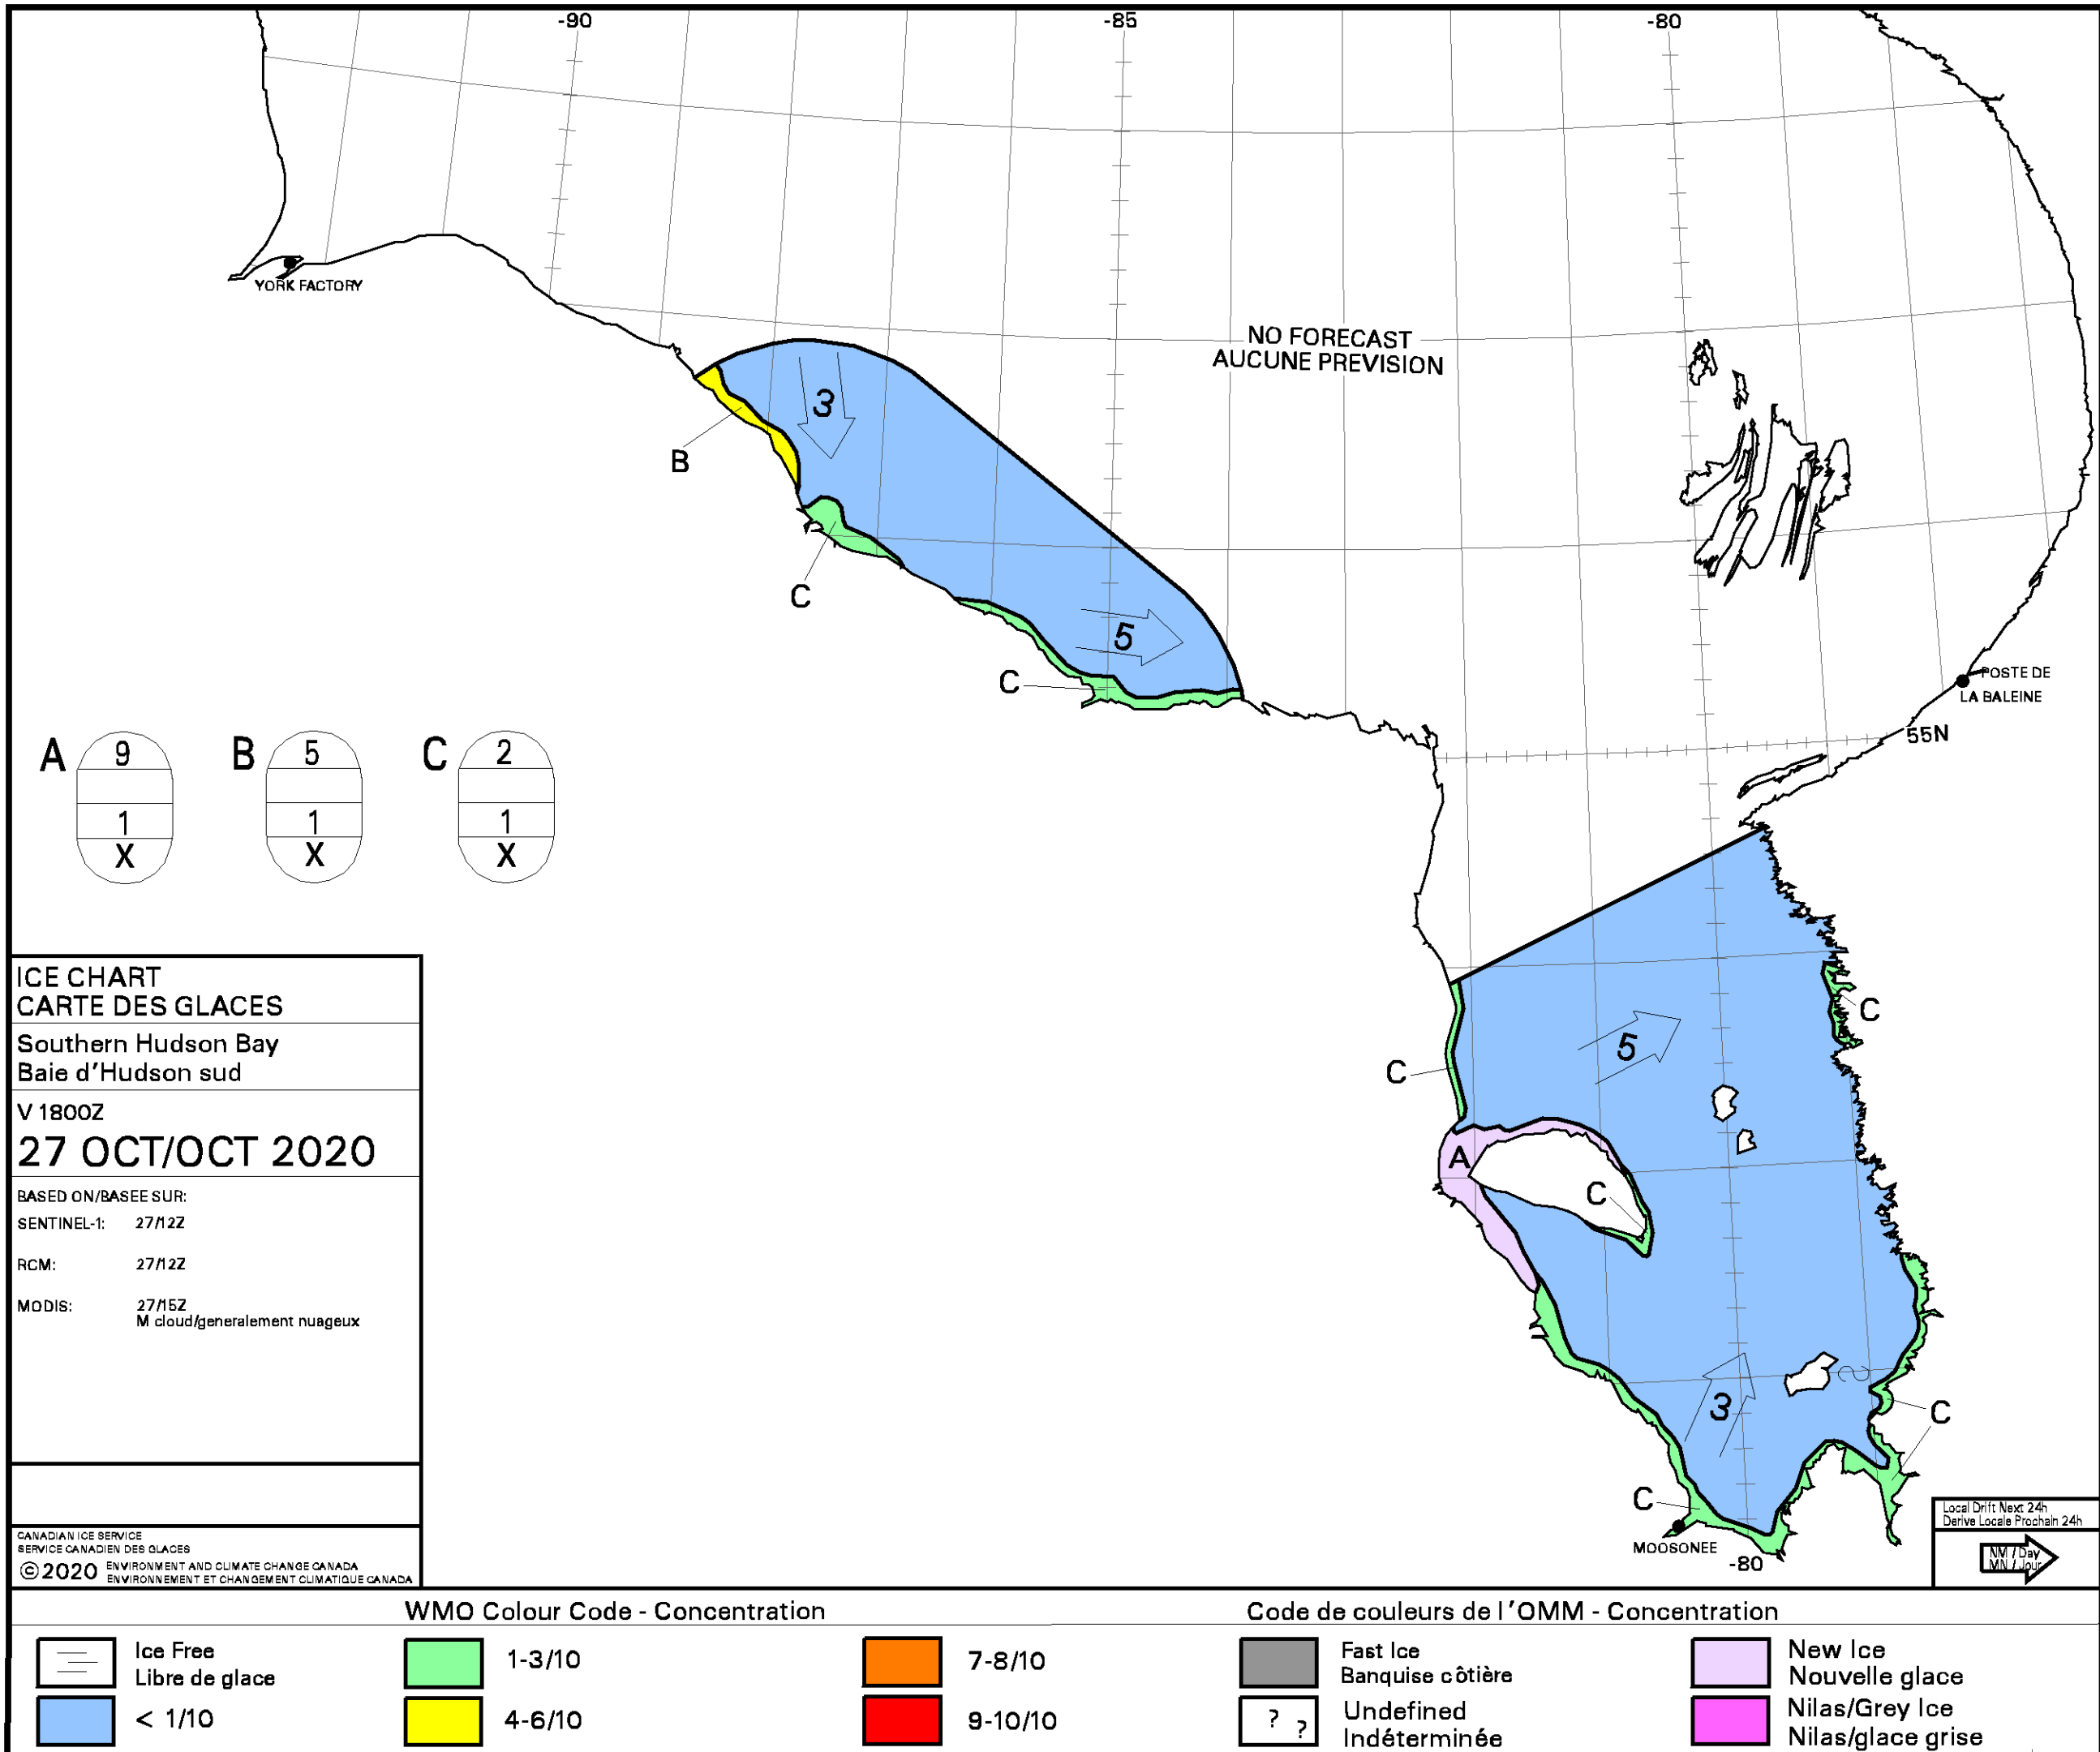 -90
-85
-80
YORK FACTORY
NO FORECAST
AUCUNE PREVISION
3
B
C
5
C
POSTE DE
LA BALEINE
55N
A
9
1
X
B
5
1
X
C
2
1
X
C
5
C
A
C
3
C
C
MOOSONEE
-80
ICE CHART
CARTE DES GLACES
Southern Hudson Bay
Baie d'Hudson sud
V 1800Z
27 OCT/OCT 2020
BASED ON/BASEE SUR:
SENTINEL-1: 27/12Z
RCM: 27/12Z
MODIS: 27/15Z
M cloud/generalement nuageux
CANADIAN ICE SERVICE
SERVICE CANADIEN DES GLACES
©2020 ENVIRONMENT AND CLIMATE CHANGE CANADA
ENVIRONNEMENT ET CHANGEMENT CLIMATIQUE CANADA
Local Drift Next 24h
Derive Locale Prochain 24h
NM / Day
MN / Jour
WMO Colour Code - Concentration
Code de couleurs de l'OMM - Concentration
Ice Free
Libre de glace
< 1/10
1-3/10
4-6/10
7-8/10
9-10/10
Fast Ice
Banquise côtière
? ?
Undefined
Indéterminée
New Ice
Nouvelle glace
Nilas/Grey Ice
Nilas/glace grise